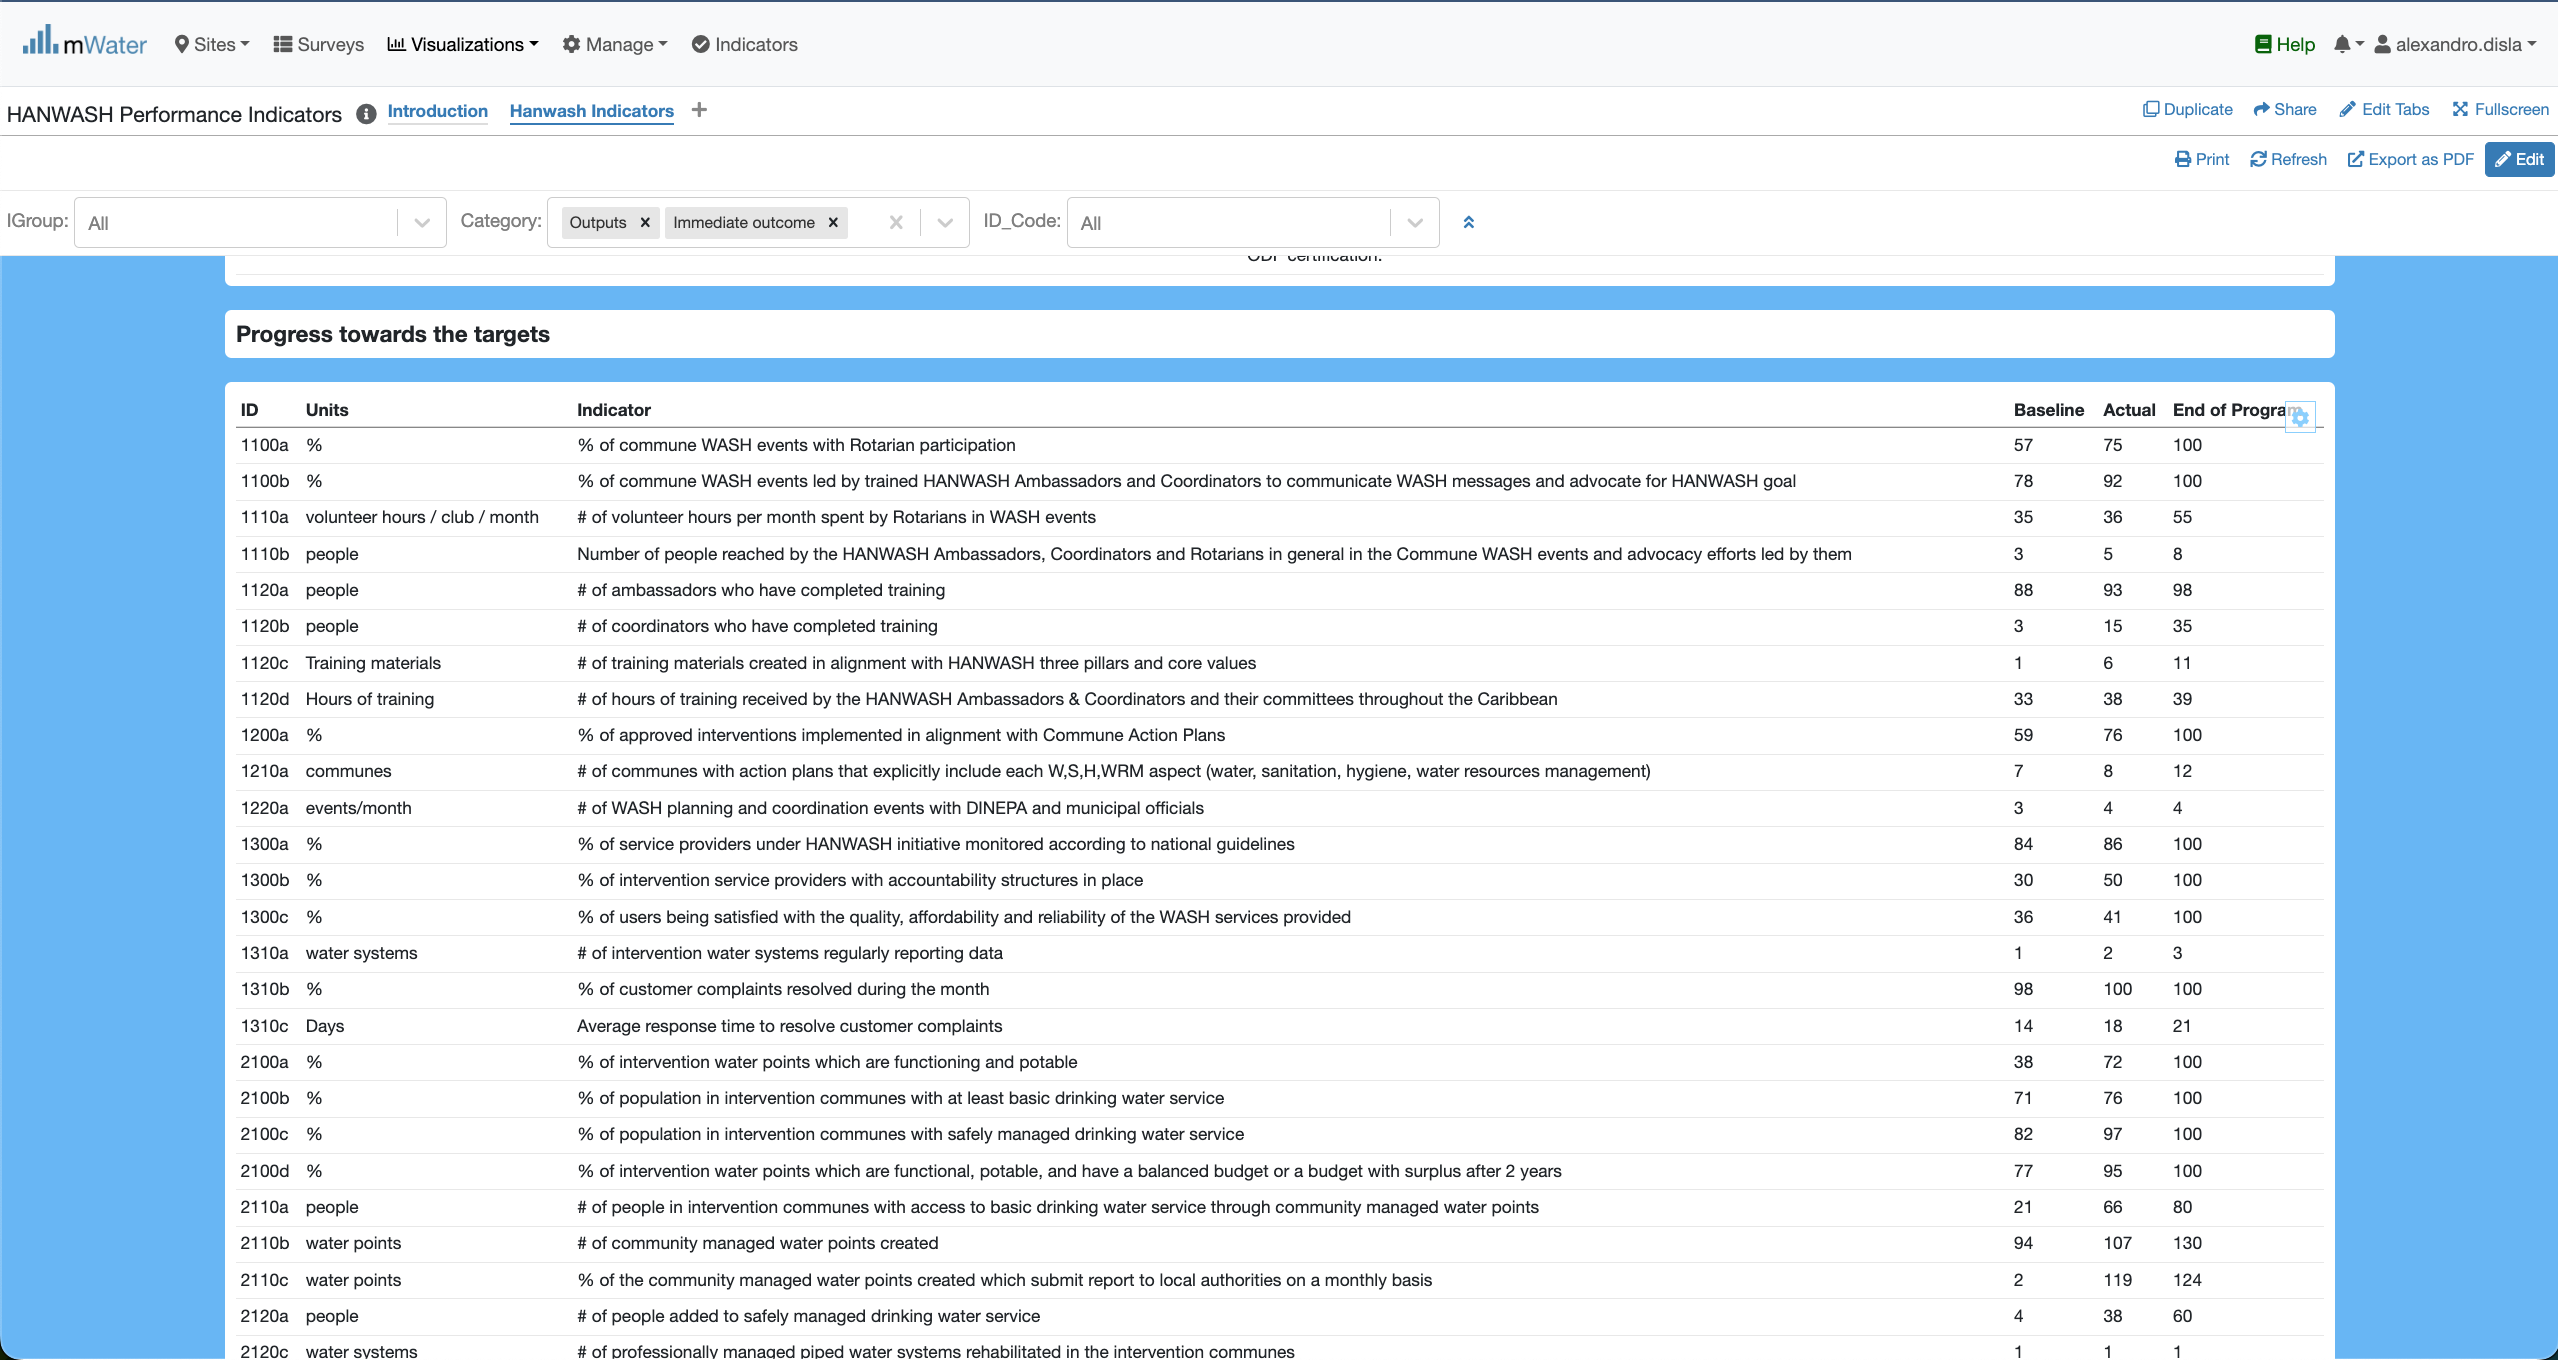 mWater Sites Surveys Visualizations Manage Indicators Help alexandro.disla
HANWASH Performance Indicators Introduction Hanwash Indicators + Duplicate Share Edit Tabs Fullscreen
Print Refresh Export as PDF Edit
IGroup: All Category: Outputs × Immediate outcome × × ID_Code: All
ODF certification.
Progress towards the targets
ID Units Indicator Baseline Actual End of Program
1100a % % of commune WASH events with Rotarian participation 57 75 100
1100b % % of commune WASH events led by trained HANWASH Ambassadors and Coordinators to communicate WASH messages and advocate for HANWASH goal 78 92 100
1110a volunteer hours / club / month # of volunteer hours per month spent by Rotarians in WASH events 35 36 55
1110b people Number of people reached by the HANWASH Ambassadors, Coordinators and Rotarians in general in the Commune WASH events and advocacy efforts led by them 3 5 8
1120a people # of ambassadors who have completed training 88 93 98
1120b people # of coordinators who have completed training 3 15 35
1120c Training materials # of training materials created in alignment with HANWASH three pillars and core values 1 6 11
1120d Hours of training # of hours of training received by the HANWASH Ambassadors & Coordinators and their committees throughout the Caribbean 33 38 39
1200a % % of approved interventions implemented in alignment with Commune Action Plans 59 76 100
1210a communes # of communes with action plans that explicitly include each W,S,H,WRM aspect (water, sanitation, hygiene, water resources management) 7 8 12
1220a events/month # of WASH planning and coordination events with DINEPA and municipal officials 3 4 4
1300a % % of service providers under HANWASH initiative monitored according to national guidelines 84 86 100
1300b % % of intervention service providers with accountability structures in place 30 50 100
1300c % % of users being satisfied with the quality, affordability and reliability of the WASH services provided 36 41 100
1310a water systems # of intervention water systems regularly reporting data 1 2 3
1310b % % of customer complaints resolved during the month 98 100 100
1310c Days Average response time to resolve customer complaints 14 18 21
2100a % % of intervention water points which are functioning and potable 38 72 100
2100b % % of population in intervention communes with at least basic drinking water service 71 76 100
2100c % % of population in intervention communes with safely managed drinking water service 82 97 100
2100d % % of intervention water points which are functional, potable, and have a balanced budget or a budget with surplus after 2 years 77 95 100
2110a people # of people in intervention communes with access to basic drinking water service through community managed water points 21 66 80
2110b water points # of community managed water points created 94 107 130
2110c water points % of the community managed water points created which submit report to local authorities on a monthly basis 2 119 124
2120a people # of people added to safely managed drinking water service 4 38 60
2120c water systems # of professionally managed piped water systems rehabilitated in the intervention communes 1 1 1